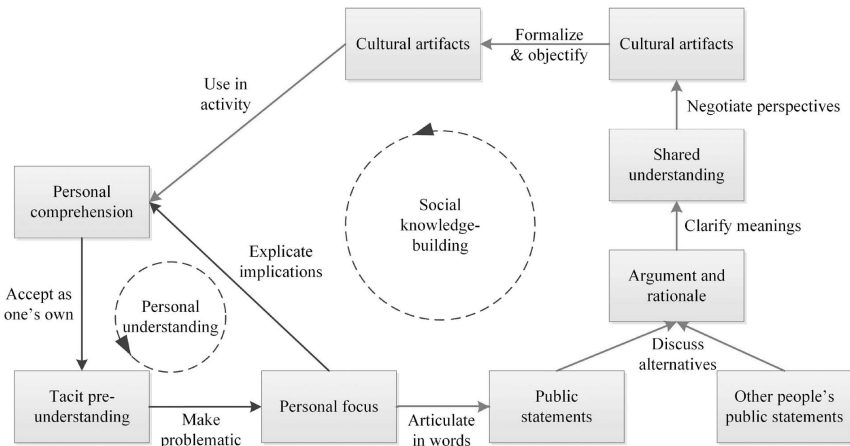 Cultural artifacts
Formalize
& objectify
Cultural artifacts
Use in
activity
Negotiate perspectives
Shared
understanding
Personal
comprehension
Social
knowledge-
building
Clarify meanings
Explicate
implications
Argument and
rationale
Accept as
one's own
Personal
understanding
Discuss
alternatives
Tacit pre-
understanding
Make
problematic
Personal focus
Articulate
in words
Public
statements
Other people's
public statements